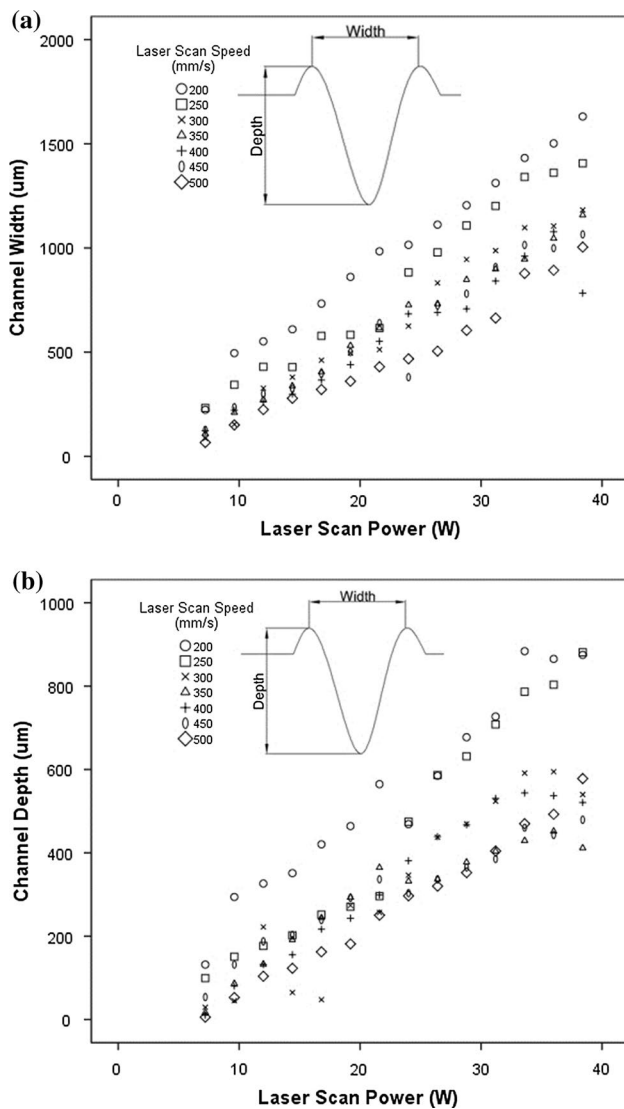 (a)
2000
1500
1000
500
0
Channel Width (um)
Laser Scan Speed
(mm/s)
200
250
300
350
400
450
500
Width
Depth
0 10 20 30 40
Laser Scan Power (W)
(b)
1000
800
600
400
200
0
Channel Depth (um)
Laser Scan Speed
(mm/s)
200
250
300
350
400
450
500
Width
Depth
0 10 20 30 40
Laser Scan Power (W)